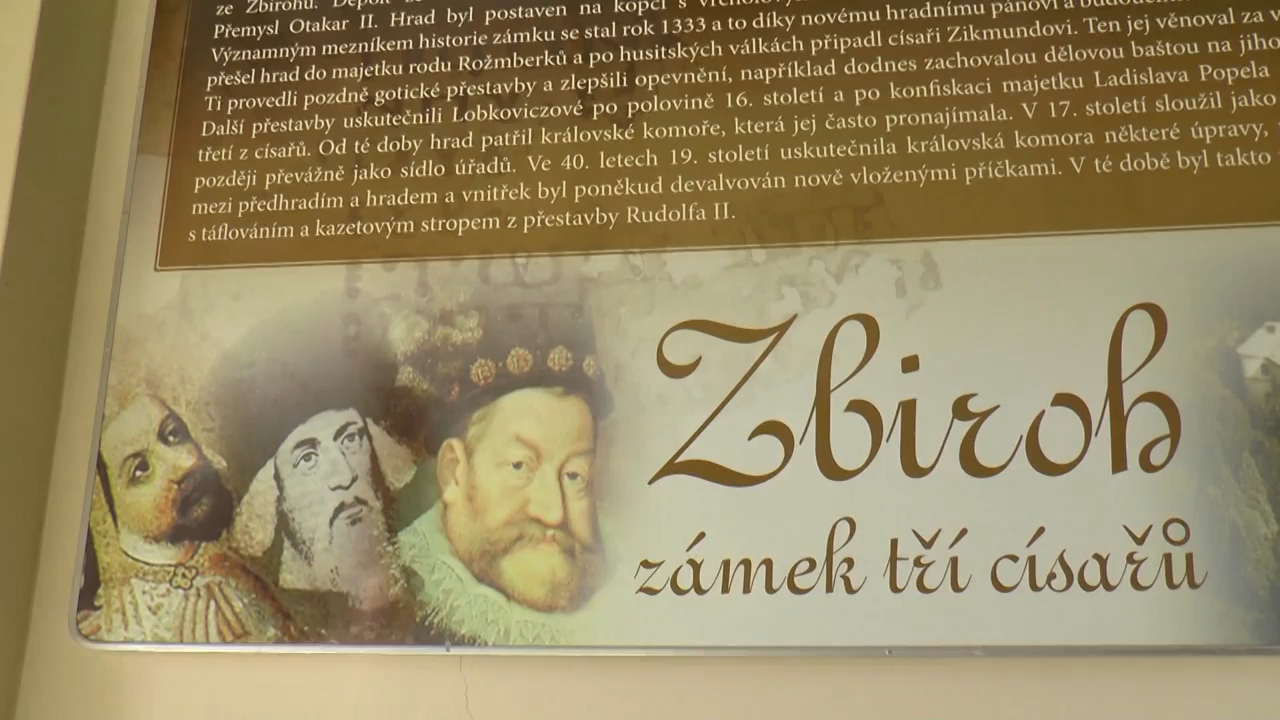 ze Zbirohu.
Přemysl Otakar II. Hrad byl postaven na kopci s
Významným mezníkem historie zámku se stal rok 1333 a to díky novému hradnímu pánovi a
přešel hrad do majetku rodu Rožmberků a po husitských válkách připadl císaři Zikmundovi. Ten jej věnoval za
Ti provedli pozdně gotické přestavby a zlepšili opevnění, například dodnes zachovalou dělovou baštou na
Další přestavby uskutečnili Lobkoviczové po polovině 16. století a po konfiskaci majetku Ladislava Popela
třetí z císařů. Od té doby hrad patřil královské komoře, která jej často pronajímala. V 17. století sloužil jako
později převážně jako sídlo úřadů. Ve 40. letech 19. století uskutečnila královská komora některé úpravy,
mezi předhradím a hradem a vnitřek byl poněkud devalvován nově vloženými příčkami. V té době byl takto
s táflováním a kazetovým stropem z přestavby Rudolfa II.
Zbiroh
zámek tří císařů